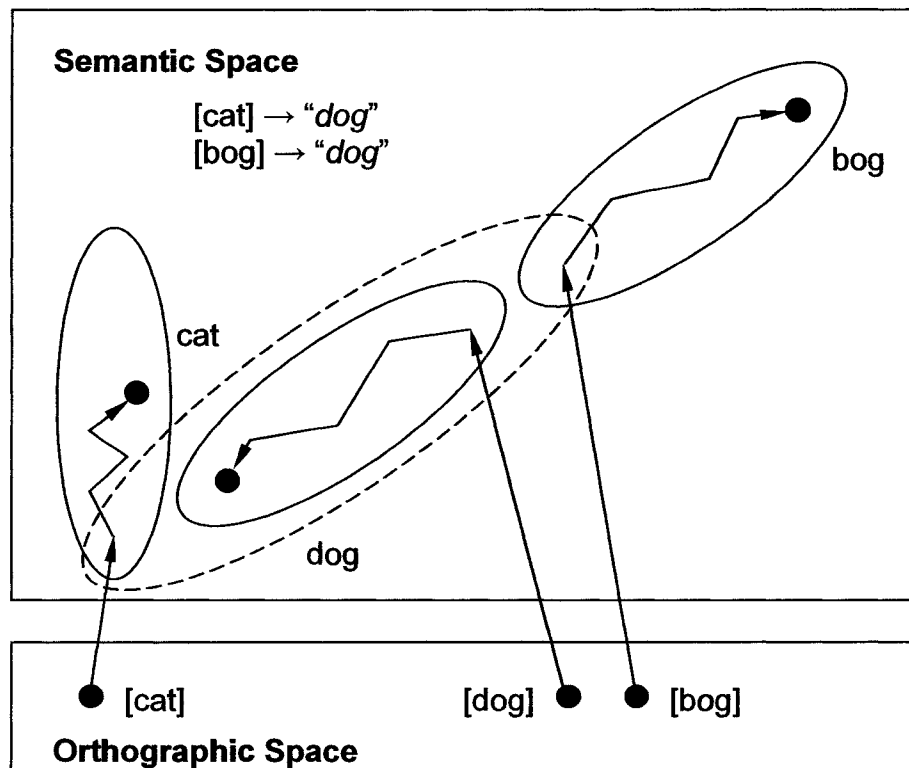 Semantic Space
[cat] → “dog”
[bog] → “dog”
bog
cat
dog
[cat]
[dog]
[bog]
Orthographic Space